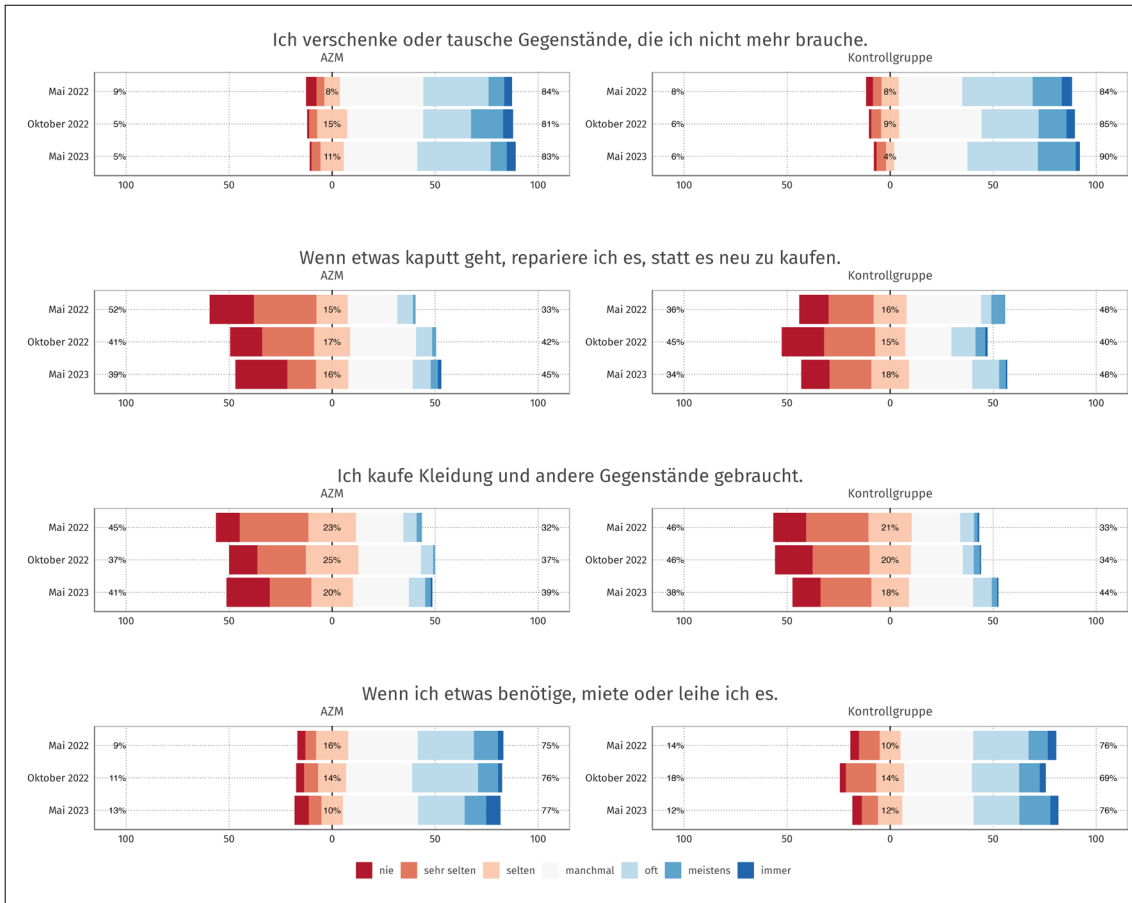 Ich verschenke oder tausche Gegenstände, die ich nicht mehr brauche.
AZM Kontrollgruppe
Mai 2022 9% 8% 84% Mai 2022 8% 8% 84%
Oktober 2022 5% 15% 81% Oktober 2022 6% 9% 85%
Mai 2023 5% 11% 83% Mai 2023 6% 4% 90%
100 50 0 50 100 100 50 0 50 100
Wenn etwas kaputt geht, repariere ich es, statt es neu zu kaufen.
AZM Kontrollgruppe
Mai 2022 52% 15% 33% Mai 2022 36% 16% 48%
Oktober 2022 41% 17% 42% Oktober 2022 45% 15% 40%
Mai 2023 39% 16% 45% Mai 2023 34% 18% 48%
100 50 0 50 100 100 50 0 50 100
Ich kaufe Kleidung und andere Gegenstände gebraucht.
AZM Kontrollgruppe
Mai 2022 45% 23% 32% Mai 2022 46% 21% 33%
Oktober 2022 37% 25% 37% Oktober 2022 46% 20% 34%
Mai 2023 41% 20% 39% Mai 2023 38% 18% 44%
100 50 0 50 100 100 50 0 50 100
Wenn ich etwas benötige, miete oder leihe ich es.
AZM Kontrollgruppe
Mai 2022 9% 16% 75% Mai 2022 14% 10% 76%
Oktober 2022 11% 14% 76% Oktober 2022 18% 14% 69%
Mai 2023 13% 10% 77% Mai 2023 12% 12% 76%
100 50 0 50 100 100 50 0 50 100
nie sehr selten selten manchmal oft meistens immer